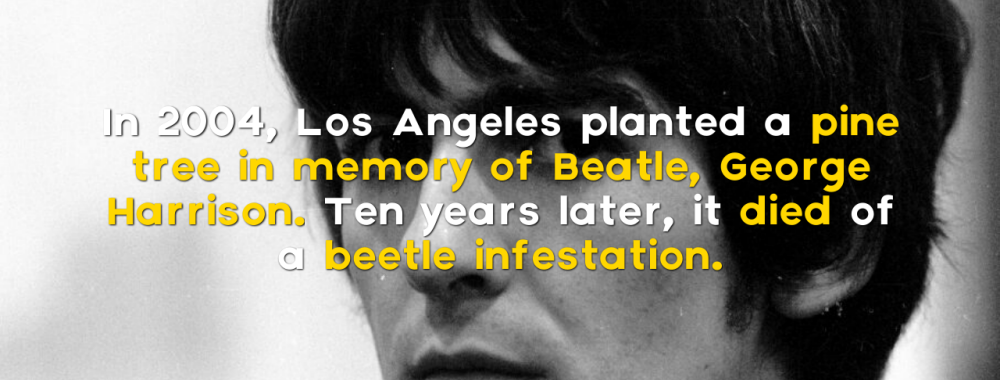 In 2004, Los Angeles planted a pine
tree in memory of Beatle, George
Harrison. Ten years later, it died of
a beetle infestation.